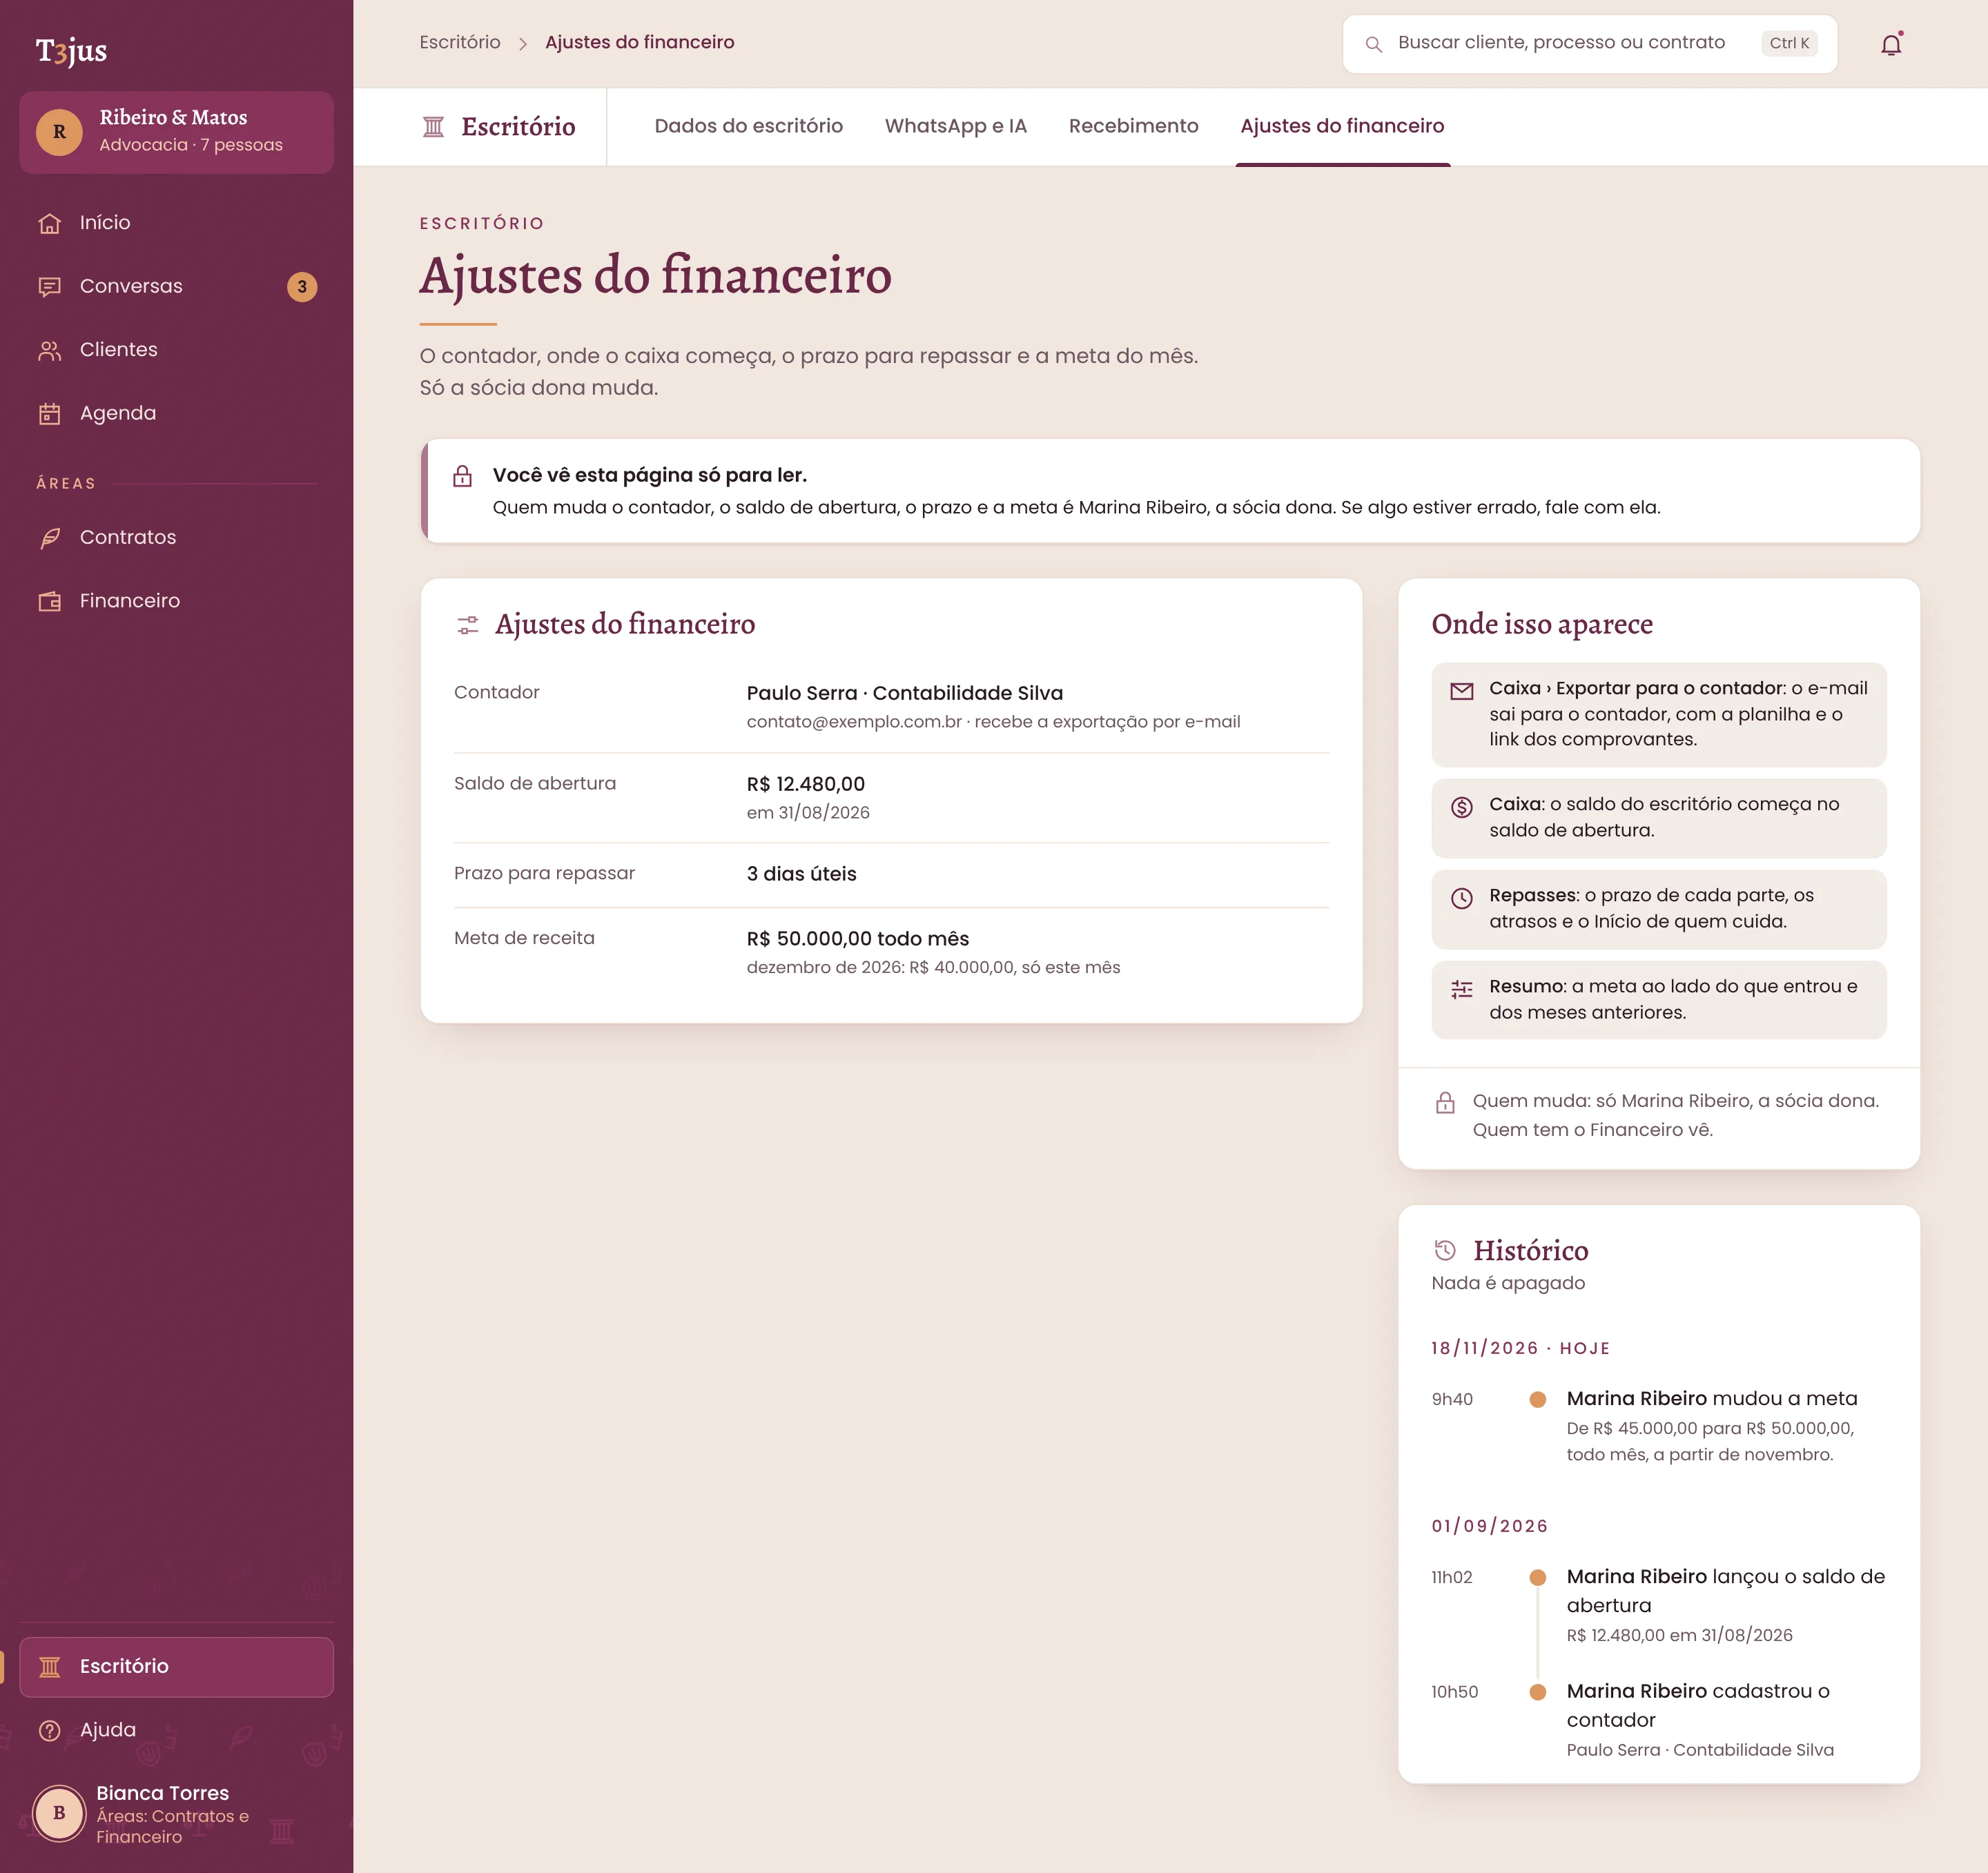 T3jus
R
Ribeiro & Matos
Advocacia · 7 pessoas
Início
Conversas
3
Clientes
Agenda
ÁREAS
Contratos
Financeiro
Escritório
Ajuda
B
Bianca Torres
Áreas: Contratos e
Financeiro
Escritório
Ajustes do financeiro
Buscar cliente, processo ou contrato
Ctrl K
Escritório
Dados do escritório
WhatsApp e IA
Recebimento
Ajustes do financeiro
ESCRITÓRIO
Ajustes do financeiro
O contador, onde o caixa começa, o prazo para repassar e a meta do mês.
Só a sócia dona muda.
Você vê esta página só para ler.
Quem muda o contador, o saldo de abertura, o prazo e a meta é Marina Ribeiro, a sócia dona. Se algo estiver errado, fale com ela.
Ajustes do financeiro
Contador
Paulo Serra · Contabilidade Silva
contato@exemplo.com.br · recebe a exportação por e-mail
Saldo de abertura
R$ 12.480,00
em 31/08/2026
Prazo para repassar
3 dias úteis
Meta de receita
R$ 50.000,00 todo mês
dezembro de 2026: R$ 40.000,00, só este mês
Onde isso aparece
Caixa › Exportar para o contador: o e-mail
sai para o contador, com a planilha e o
link dos comprovantes.
Caixa: o saldo do escritório começa no
saldo de abertura.
Repasses: o prazo de cada parte, os
atrasos e o Início de quem cuida.
Resumo: a meta ao lado do que entrou e
dos meses anteriores.
Quem muda: só Marina Ribeiro, a sócia dona.
Quem tem o Financeiro vê.
Histórico
Nada é apagado
18/11/2026 · HOJE
9h40
Marina Ribeiro mudou a meta
De R$ 45.000,00 para R$ 50.000,00,
todo mês, a partir de novembro.
01/09/2026
11h02
Marina Ribeiro lançou o saldo de
abertura
R$ 12.480,00 em 31/08/2026
10h50
Marina Ribeiro cadastrou o
contador
Paulo Serra · Contabilidade Silva